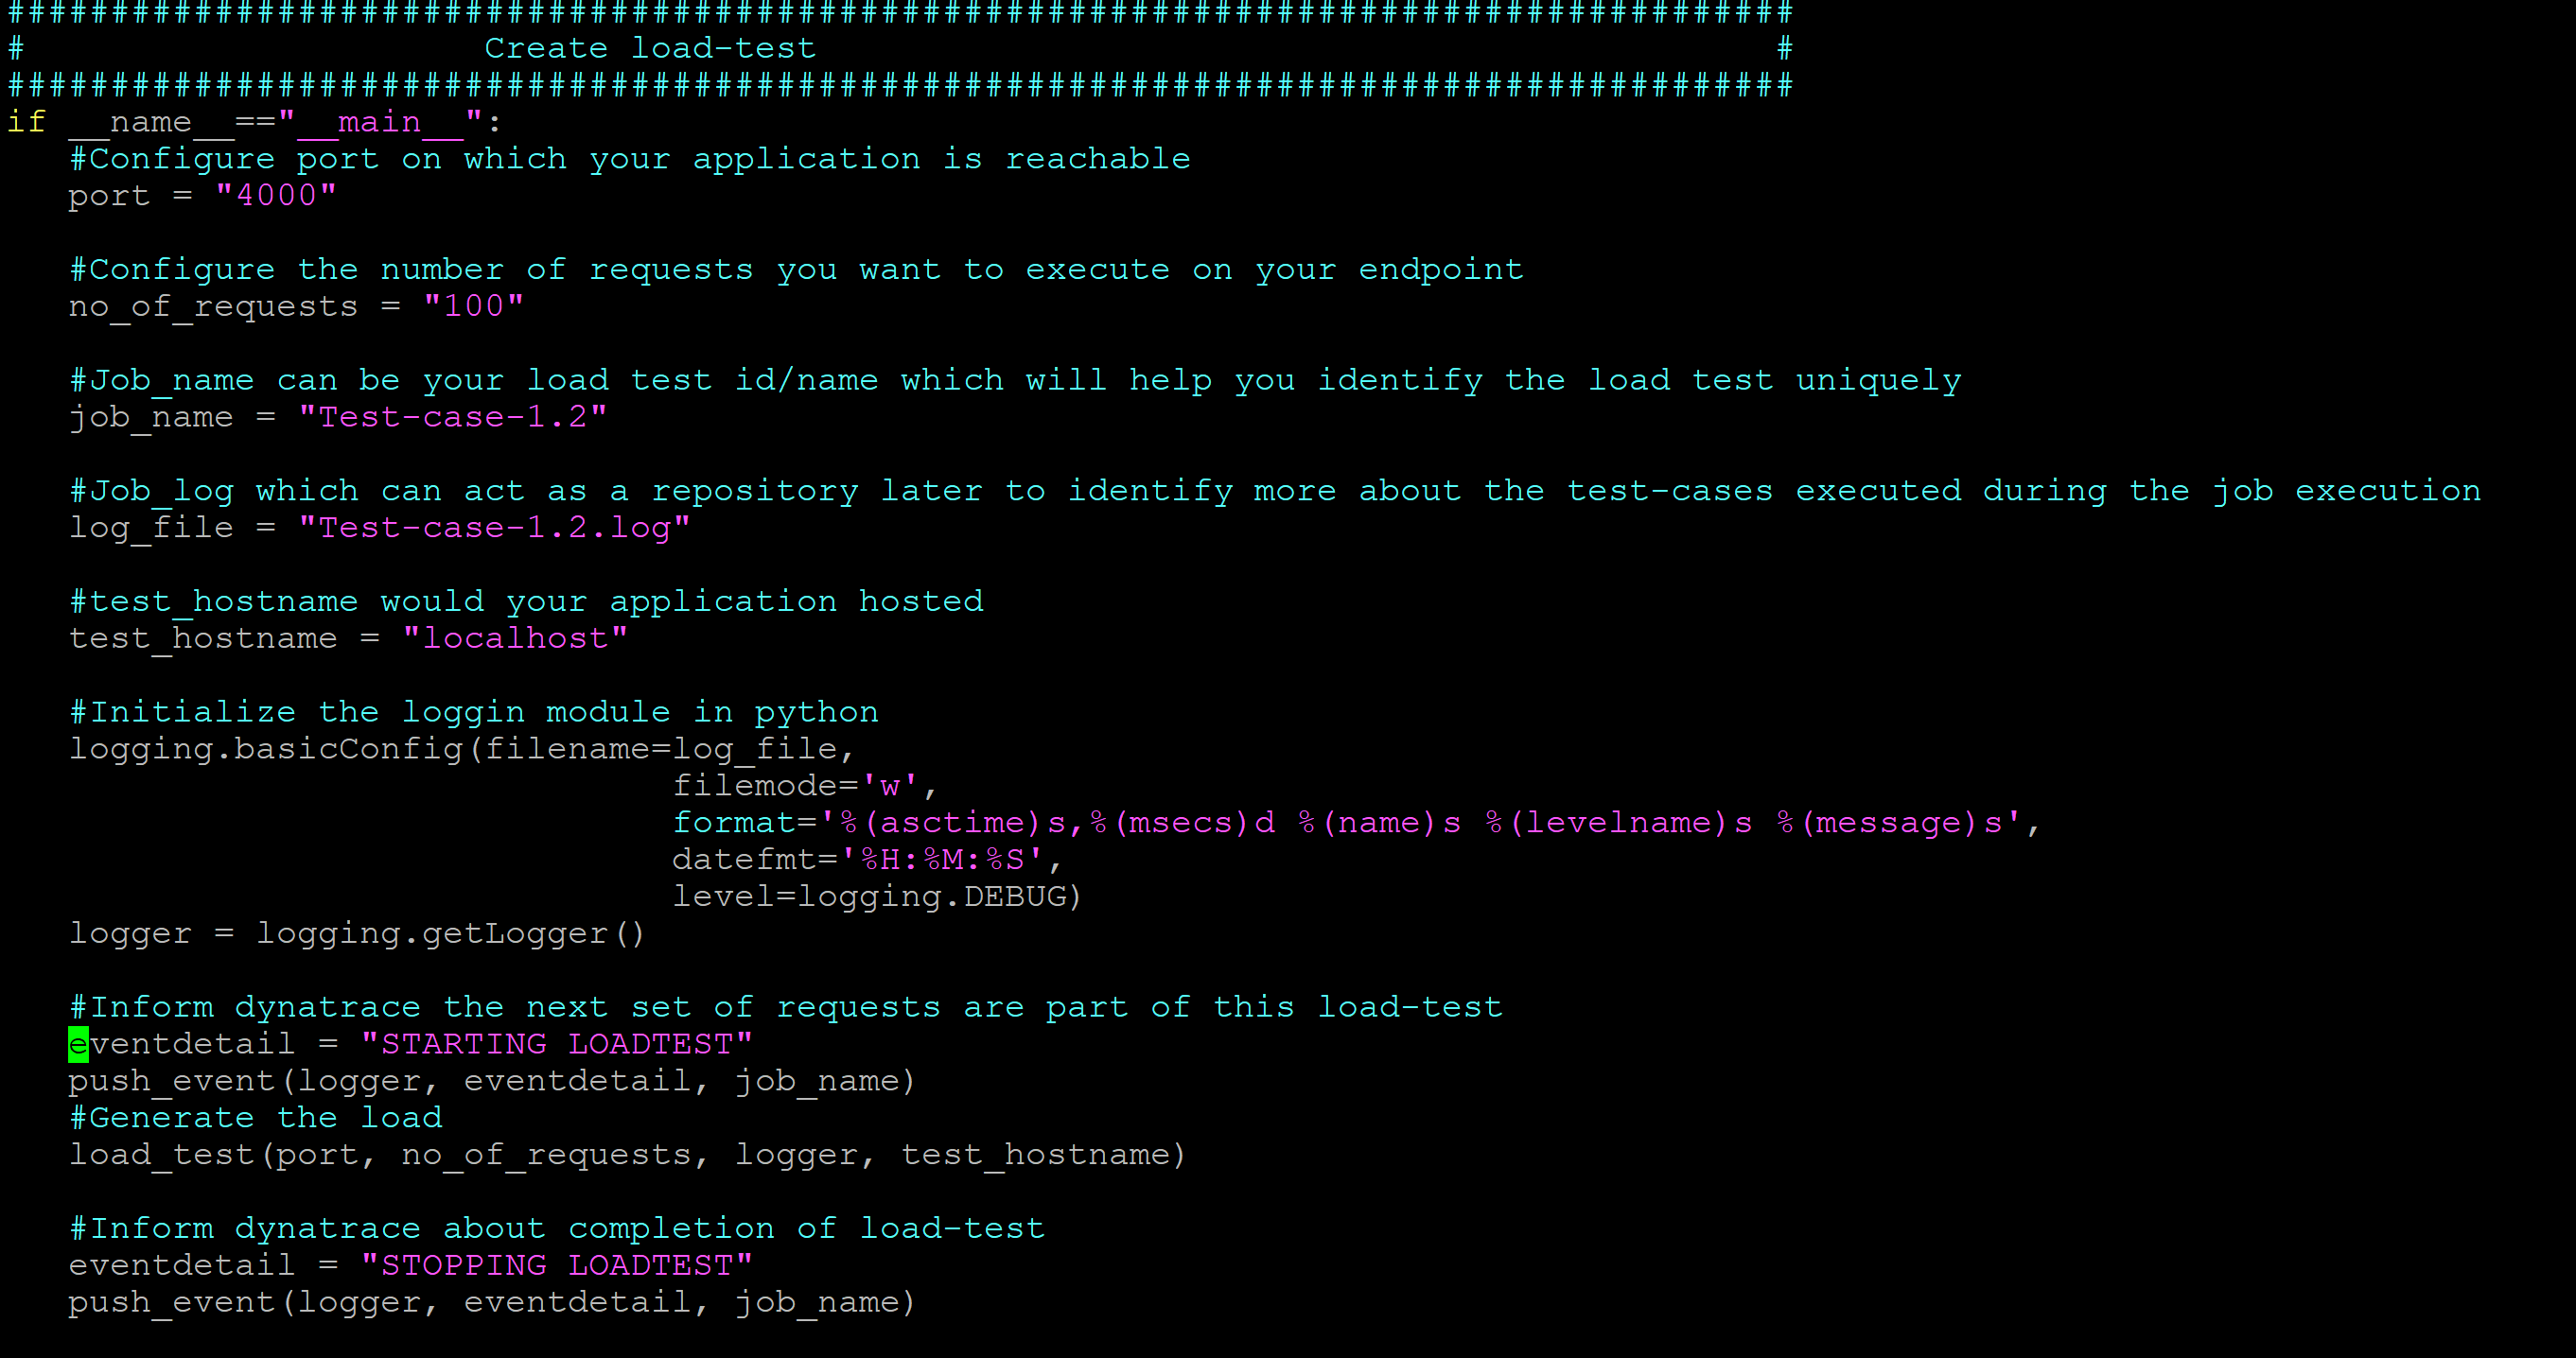 ######################################################################################
#                      Create load-test                                              #
######################################################################################
if __name__=="__main__":
   #Configure port on which your application is reachable
   port = "4000"
   #Configure the number of requests you want to execute on your endpoint
   no_of_requests = "100"
   #Job_name can be your load test id/name which will help you identify the load test uniquely
   job_name = "Test-case-1.2"
   #Job_log which can act as a repository later to identify more about the test-cases executed during the job execution
   log_file = "Test-case-1.2.log"
   #test_hostname would your application hosted
   test_hostname = "localhost"
   #Initialize the loggin module in python
   logging.basicConfig(filename=log_file,
                                filemode='w',
                                format='%(asctime)s,%(msecs)d %(name)s %(levelname)s %(message)s',
                                datefmt='%H:%M:%S',
                                level=logging.DEBUG)
   logger = logging.getLogger()
   #Inform dynatrace the next set of requests are part of this load-test
   eventdetail = "STARTING LOADTEST"
   push_event(logger, eventdetail, job_name)
   #Generate the load
   load_test(port, no_of_requests, logger, test_hostname)
   #Inform dynatrace about completion of load-test
   eventdetail = "STOPPING LOADTEST"
   push_event(logger, eventdetail, job_name)